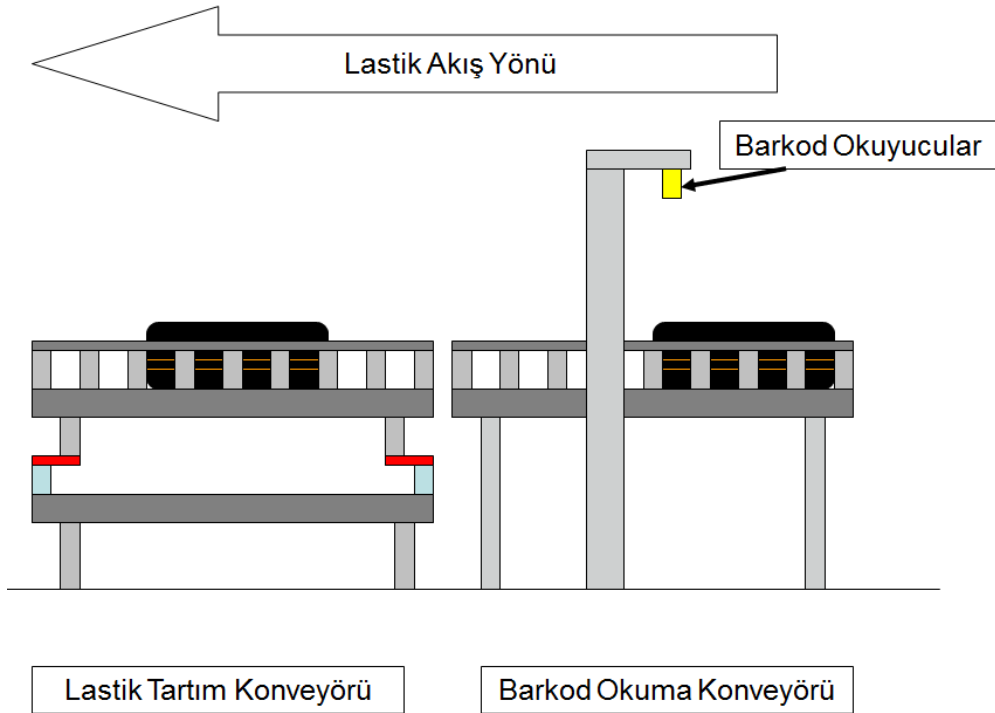 Lastik Akış Yönü
Barkod Okuyucular
Lastik Tartım Konveyörü
Barkod Okuma Konveyörü